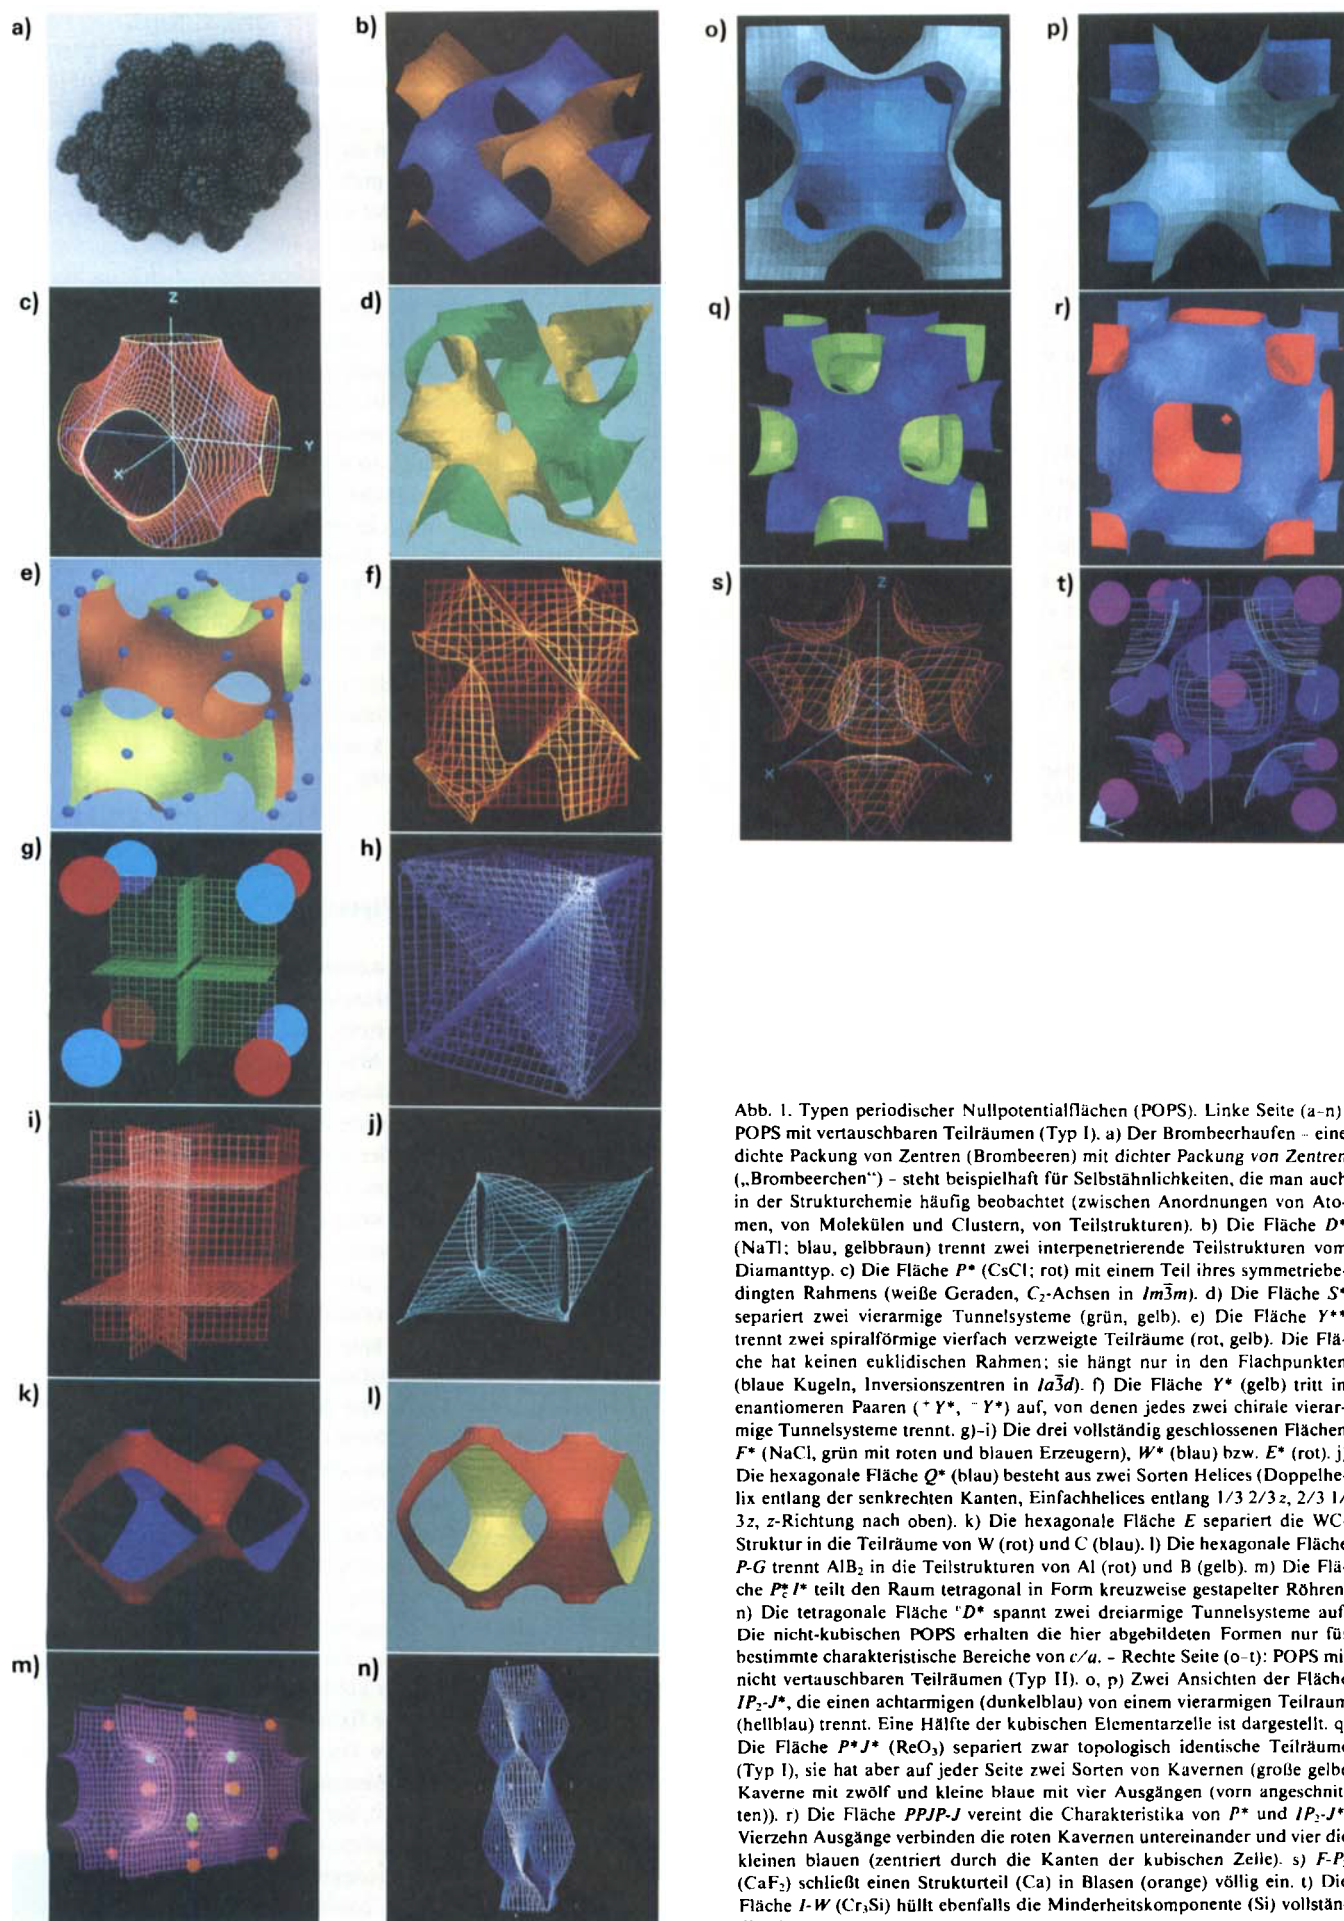 a)
b)
o)
p)
c)
Z
Y
X
d)
q)
r)
e)
f)
s)
Z
X
Y
t)
g)
h)
i)
j)
k)
l)
m)
n)
Abb. 1. Typen periodischer Nullpotentialflächen (POPS). Linke Seite (a–n)
POPS mit vertauschbaren Teilräumen (Typ I). a) Der Brombeerhaufen – eine
dichte Packung von Zentren (Brombeeren) mit dichter Packung von Zentren
(„Brombeerchen“) – steht beispielhaft für Selbstähnlichkeiten, die man auch
in der Strukturchemie häufig beobachtet (zwischen Anordnungen von Ato-
men, von Molekülen und Clustern, von Teilstrukturen). b) Die Fläche D*
(NaTl; blau, gelbbraun) trennt zwei interpenetrierende Teilstrukturen vom
Diamanttyp. c) Die Fläche P* (CsCl; rot) mit einem Teil ihres symmetriebe-
dingten Rahmens (weiße Geraden, C₂-Achsen in Im3̅m). d) Die Fläche S*
separiert zwei vierarmige Tunnelsysteme (grün, gelb). e) Die Fläche Y**
trennt zwei spiralförmige vierfach verzweigte Teilräume (rot, gelb). Die Flä-
che hat keinen euklidischen Rahmen; sie hängt nur in den Flachpunkten
(blaue Kugeln, Inversionszentren in Ia3̅d). f) Die Fläche Y* (gelb) tritt in
enantiomeren Paaren (⁺Y*, ⁻Y*) auf, von denen jedes zwei chirale vierar-
mige Tunnelsysteme trennt. g)–i) Die drei vollständig geschlossenen Flächen
F* (NaCl, grün mit roten und blauen Erzeugern), W* (blau) bzw. E* (rot). j)
Die hexagonale Fläche Q* (blau) besteht aus zwei Sorten Helices (Doppelhe-
lix entlang der senkrechten Kanten, Einfachhelices entlang 1/3 2/3 z, 2/3 1/
3z, z-Richtung nach oben). k) Die hexagonale Fläche E separiert die WC-
Struktur in die Teilräume von W (rot) und C (blau). l) Die hexagonale Fläche
P-G trennt AlB₂ in die Teilstrukturen von Al (rot) und B (gelb). m) Die Flä-
che P*cI* teilt den Raum tetragonal in Form kreuzweise gestapelter Röhren.
n) Die tetragonale Fläche "D* spannt zwei dreiarmige Tunnelsysteme auf.
Die nicht-kubischen POPS erhalten die hier abgebildeten Formen nur für
bestimmte charakteristische Bereiche von c/a. – Rechte Seite (o–t): POPS mit
nicht vertauschbaren Teilräumen (Typ II). o, p) Zwei Ansichten der Fläche
IP₂-J*, die einen achtarmigen (dunkelblau) von einem vierarmigen Teilraum
(hellblau) trennt. Eine Hälfte der kubischen Elementarzelle ist dargestellt. q)
Die Fläche P*J* (ReO₃) separiert zwar topologisch identische Teilräume
(Typ I), sie hat aber auf jeder Seite zwei Sorten von Kavernen (große gelbe
Kaverne mit zwölf und kleine blaue mit vier Ausgängen (vorn angeschnit-
ten)). r) Die Fläche PPJP-J vereint die Charakteristika von P* und IP₂-J*.
Vierzehn Ausgänge verbinden die roten Kavernen untereinander und vier die
kleinen blauen (zentriert durch die Kanten der kubischen Zelle). s) F-P
(CaF₂) schließt einen Strukturteil (Ca) in Blasen (orange) völlig ein. t) Die
Fläche I-W (Cr₃Si) hüllt ebenfalls die Minderheitskomponente (Si) vollstän-